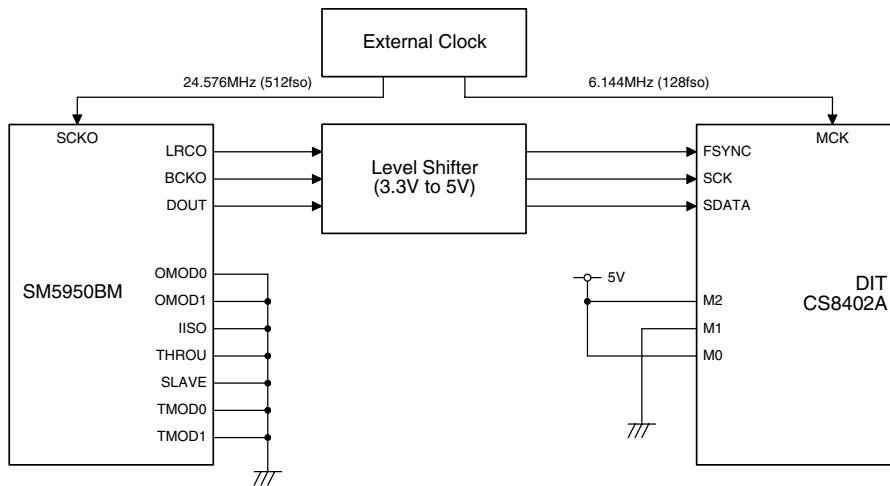 External Clock
24.576MHz (512fso)
6.144MHz (128fso)
SCKO
MCK
LRCO
BCKO
DOUT
Level Shifter
(3.3V to 5V)
FSYNC
SCK
SDATA
SM5950BM
OMOD0
OMOD1
IISO
THROU
SLAVE
TMOD0
TMOD1
5V
M2
M1
M0
DIT
CS8402A